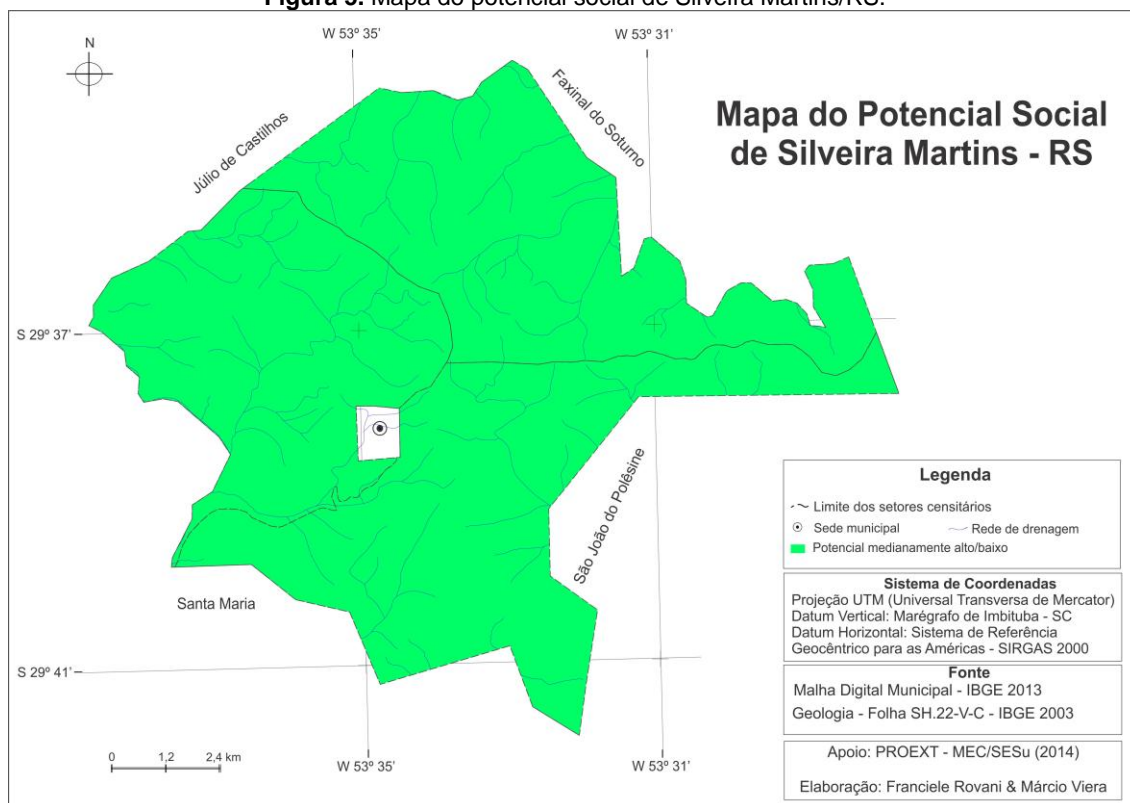 Figura 5. Mapa do potencial social de Silveira Martins/RS.
N
W 53º 35'
W 53º 31'
Mapa do Potencial Social
de Silveira Martins - RS
Faxinal do Soturno
Júlio de Castilhos
S 29º 37'
São João do Polêsine
Santa Maria
S 29º 41'
0 1,2 2,4 km
W 53º 35'
W 53º 31'
Legenda
Limite dos setores censitários
Sede municipal
Rede de drenagem
Potencial medianamente alto/baixo
Sistema de Coordenadas
Projeção UTM (Universal Transversa de Mercator)
Datum Vertical: Marégrafo de Imbituba - SC
Datum Horizontal: Sistema de Referência
Geocêntrico para as Américas - SIRGAS 2000
Fonte
Malha Digital Municipal - IBGE 2013
Geologia - Folha SH.22-V-C - IBGE 2003
Apoio: PROEXT - MEC/SESu (2014)
Elaboração: Franciele Rovani & Márcio Viera